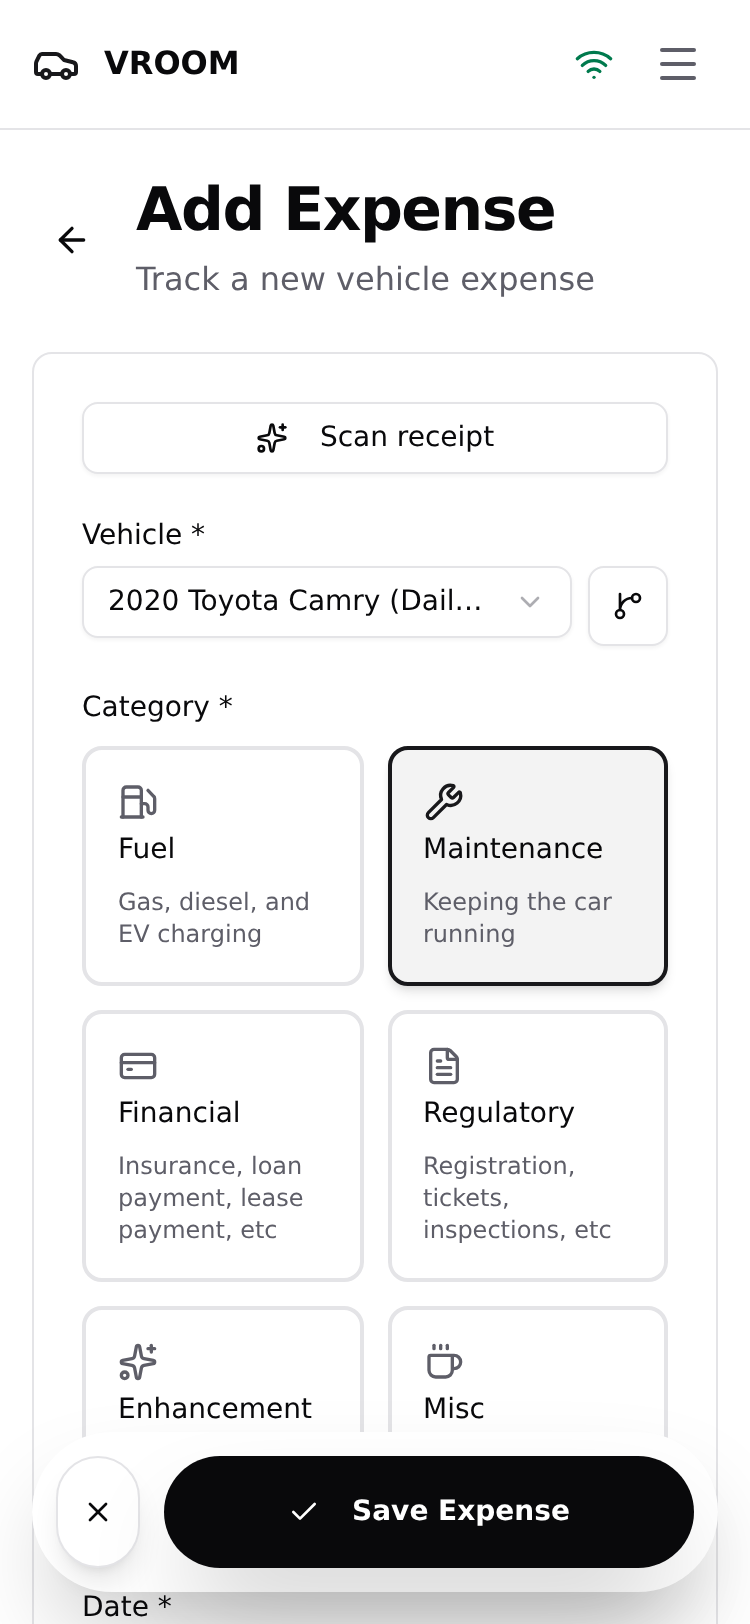 VROOM
Add Expense
Track a new vehicle expense
Scan receipt
Vehicle *
2020 Toyota Camry (Dail...
Category *
Fuel
Gas, diesel, and
EV charging
Maintenance
Keeping the car
running
Financial
Insurance, loan
payment, lease
payment, etc
Regulatory
Registration,
tickets,
inspections, etc
Enhancement
Misc
Save Expense
Date *